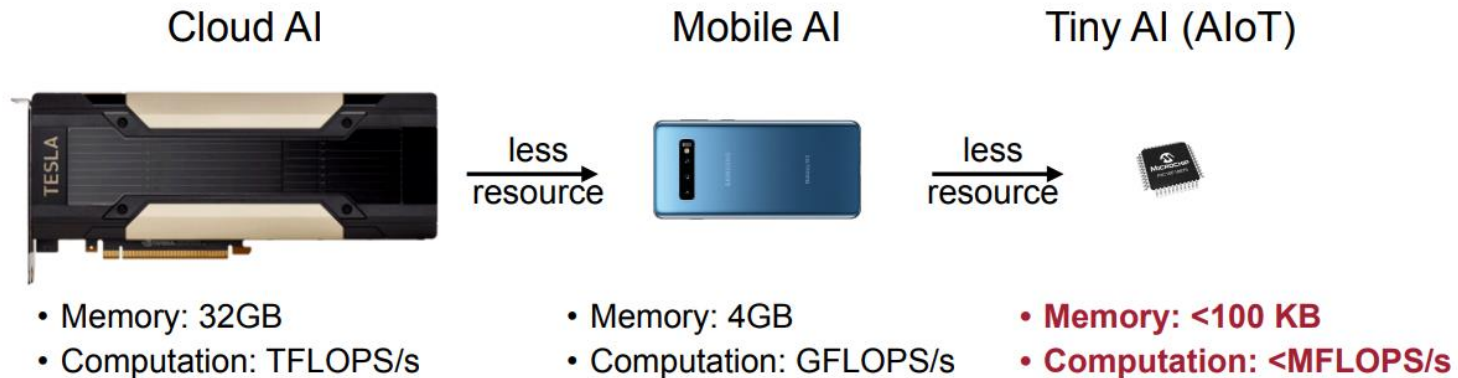 Cloud AI
Mobile AI
Tiny AI (AIoT)
TESLA
less
resource
less
resource
MICROCHIP
• Memory: 32GB
• Computation: TFLOPS/s
• Memory: 4GB
• Computation: GFLOPS/s
• Memory: <100 KB
• Computation: <MFLOPS/s